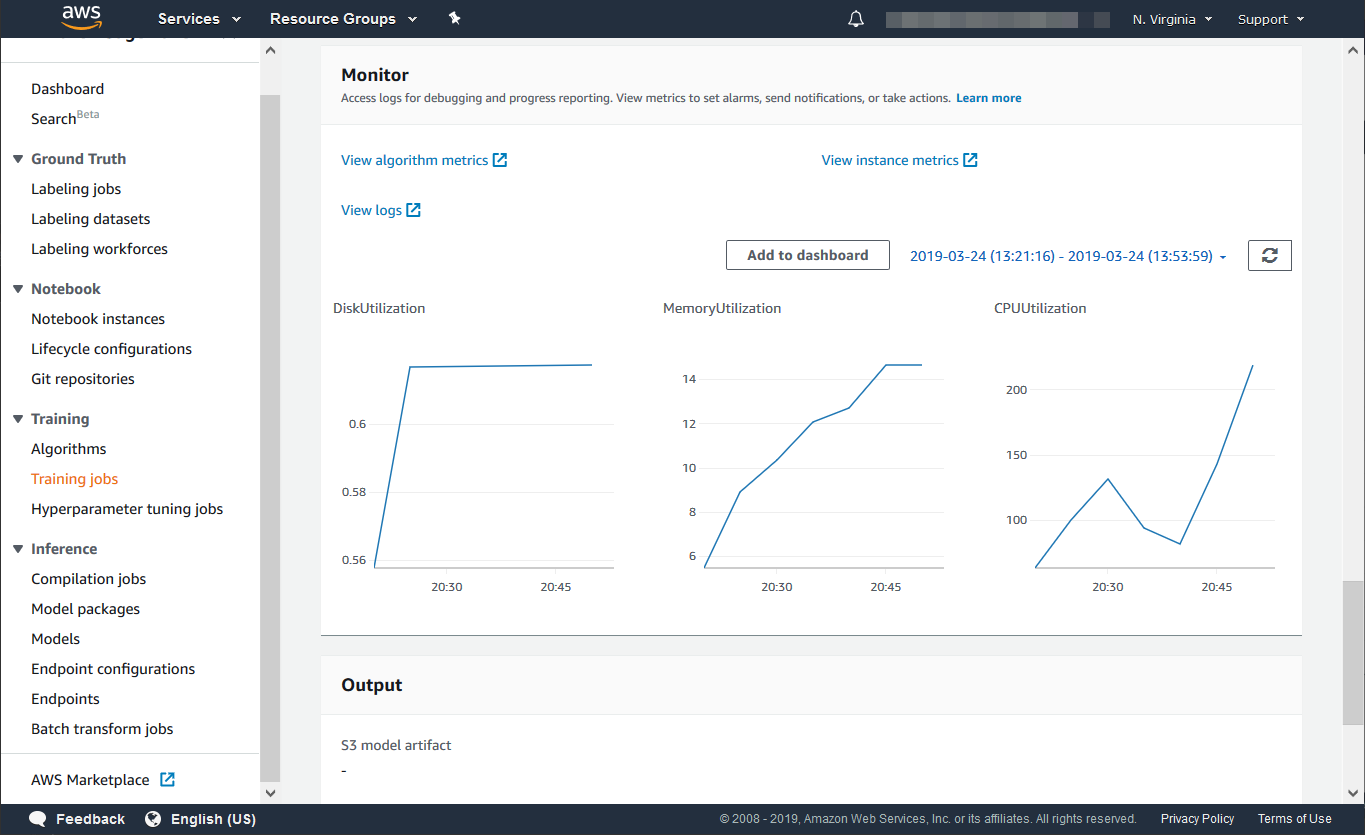 aws Services Resource Groups N. Virginia Support
Dashboard
Search Beta
Ground Truth
Labeling jobs
Labeling datasets
Labeling workforces
Notebook
Notebook instances
Lifecycle configurations
Git repositories
Training
Algorithms
Training jobs
Hyperparameter tuning jobs
Inference
Compilation jobs
Model packages
Models
Endpoint configurations
Endpoints
Batch transform jobs
AWS Marketplace
Monitor
Access logs for debugging and progress reporting. View metrics to set alarms, send notifications, or take actions. Learn more
View algorithm metrics View instance metrics
View logs
Add to dashboard 2019-03-24 (13:21:16) - 2019-03-24 (13:53:59)
DiskUtilization
0.6
0.58
0.56
20:30 20:45
MemoryUtilization
14
12
10
8
6
20:30 20:45
CPUUtilization
200
150
100
20:30 20:45
Output
S3 model artifact
-
Feedback English (US) © 2008 - 2019, Amazon Web Services, Inc. or its affiliates. All rights reserved. Privacy Policy Terms of Use